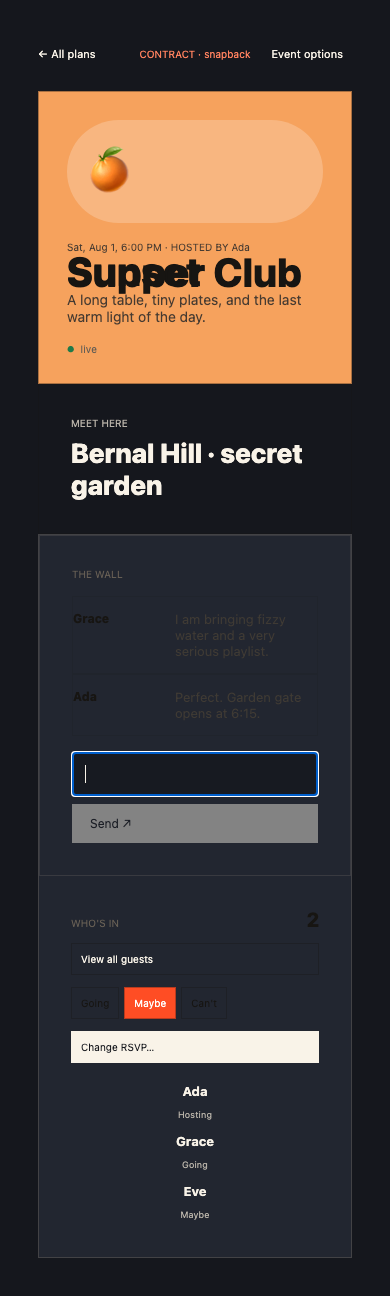 ← All plans
CONTRACT · snapback
Event options
Sat, Aug 1, 6:00 PM · HOSTED BY Ada
Club
A long table, tiny plates, and the last
warm light of the day.
live
MEET HERE
Bernal Hill · secret
garden
THE WALL
Grace
I am bringing fizzy
water and a very
serious playlist.
Ada
Perfect. Garden gate
opens at 6:15.
Send ↗
WHO'S IN
2
View all guests
Going
Maybe
Can't
Change RSVP...
Ada
Hosting
Grace
Going
Eve
Maybe